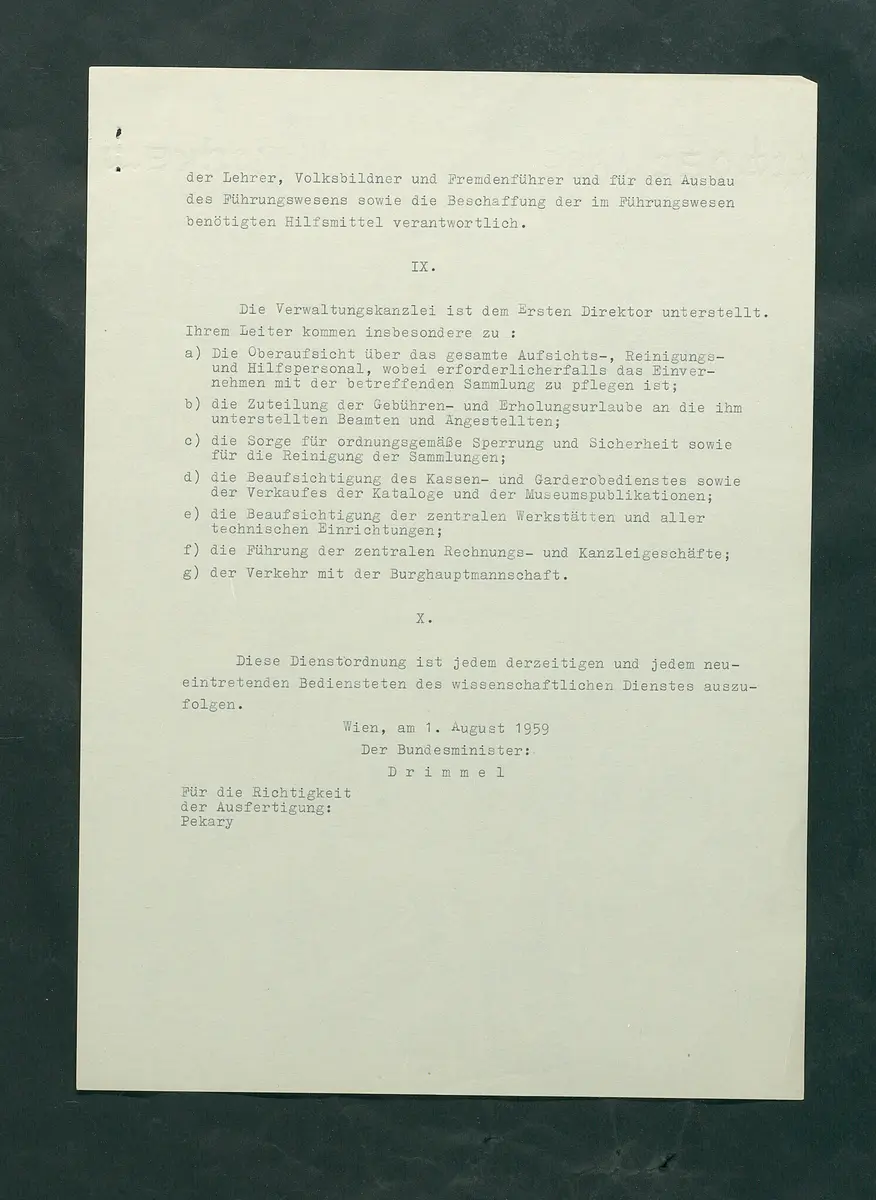 der Lehrer, Volksbildner und Fremdenführer und für den Ausbau
des Führungswesens sowie die Beschaffung der im Führungswesen
benötigten Hilfsmittel verantwortlich.
IX.
Die Verwaltungskanzlei ist dem Ersten Direktor unterstellt.
Ihrem Leiter kommen insbesondere zu :
a) Die Oberaufsicht über das gesamte Aufsichts-, Reinigungs-
und Hilfspersonal, wobei erforderlicherfalls das Einver-
nehmen mit der betreffenden Sammlung zu pflegen ist;
b) die Zuteilung der Gebühren- und Erholungsurlaube an die ihm
unterstellten Beamten und Angestellten;
c) die Sorge für ordnungsgemäße Sperrung und Sicherheit sowie
für die Reinigung der Sammlungen;
d) die Beaufsichtigung des Kassen- und Garderobedienstes sowie
der Verkaufes der Kataloge und der Museumspublikationen;
e) die Beaufsichtigung der zentralen Werkstätten und aller
technischen Einrichtungen;
f) die Führung der zentralen Rechnungs- und Kanzleigeschäfte;
g) der Verkehr mit der Burghauptmannschaft.
X.
Diese Dienstordnung ist jedem derzeitigen und jedem neu-
eintretenden Bediensteten des wissenschaftlichen Dienstes auszu-
folgen.
Wien, am 1. August 1959
Der Bundesminister:
D r i m m e l
Für die Richtigkeit
der Ausfertigung:
Pekary